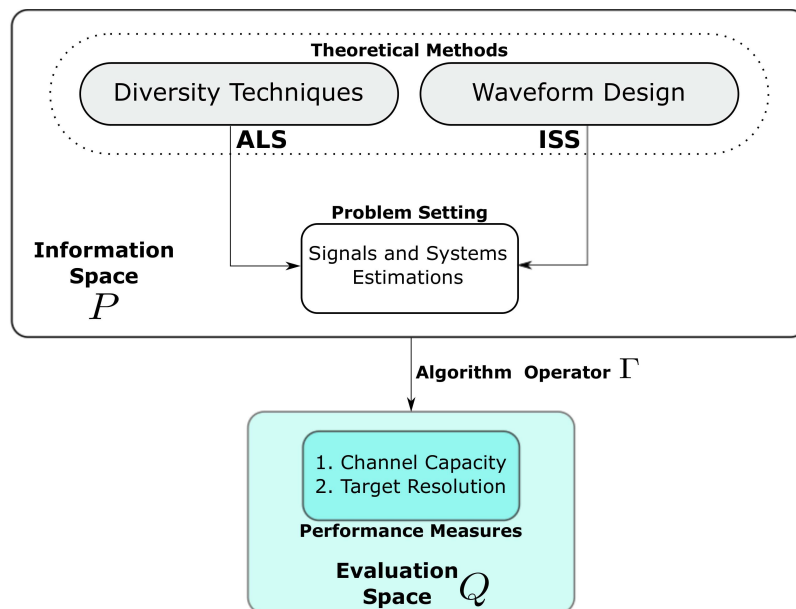 Theoretical Methods
Diversity Techniques
Waveform Design
ALS
ISS
Problem Setting
Signals and Systems
Estimations
Information
Space
P
Algorithm Operator Γ
1. Channel Capacity
2. Target Resolution
Performance Measures
Evaluation
Space Q